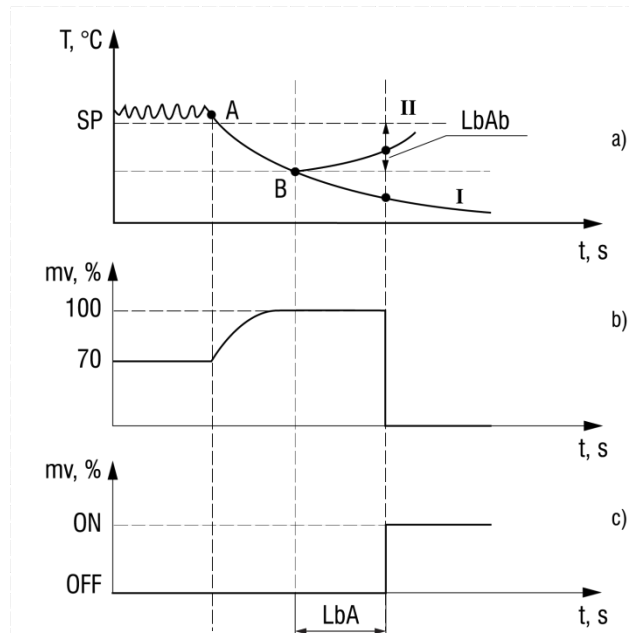 T, °C
II
SP
A
LbAb
a)
B
I
t, s
mv, %
100
b)
70
t, s
mv, %
ON
c)
OFF
t, s
LbA